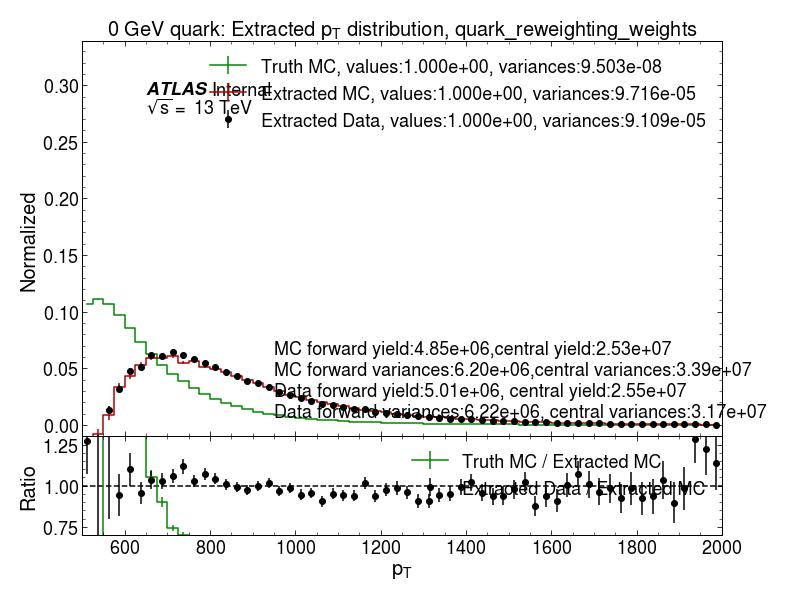 0 GeV quark: Extracted pT distribution, quark_reweighting_weights
Truth MC, values:1.000e+00, variances:9.503e-08
ATLAS Internal
Extracted MC, values:1.000e+00, variances:9.716e-05
√s = 13 TeV
Extracted Data, values:1.000e+00, variances:9.109e-05
0.30
0.25
0.20
0.15
0.10
0.05
0.00
Normalized
MC forward yield:4.85e+06,central yield:2.53e+07
MC forward variances:6.20e+06,central variances:3.39e+07
Data forward yield:5.01e+06, central yield:2.55e+07
Data forward variances:6.22e+06, central variances:3.17e+07
1.25
1.00
0.75
Ratio
Truth MC / Extracted MC
Extracted Data / Extracted MC
600 800 1000 1200 1400 1600 1800 2000
pT